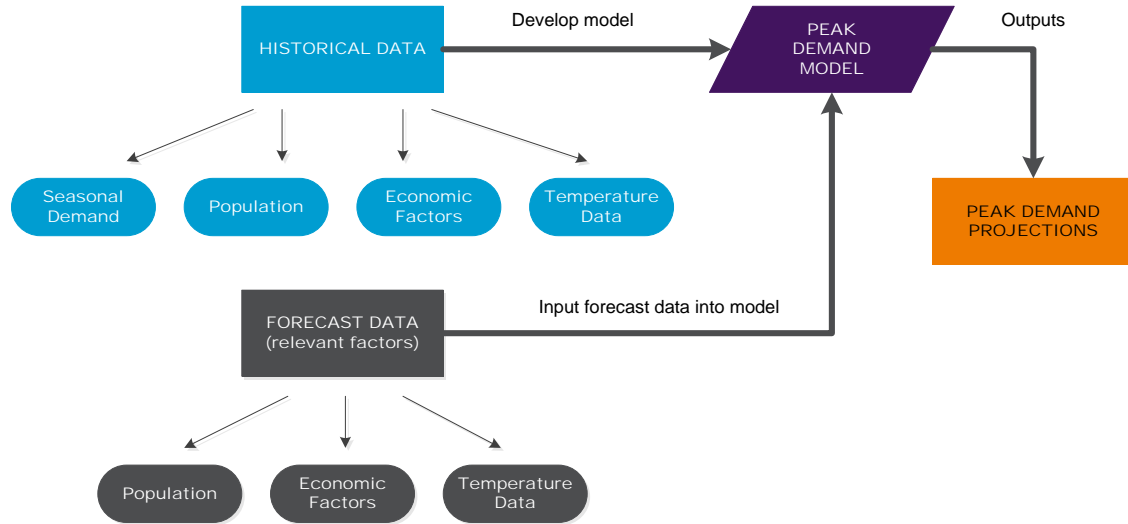 Develop model
Outputs
HISTORICAL DATA
PEAK
DEMAND
MODEL
Seasonal
Demand
Population
Economic
Factors
Temperature
Data
PEAK DEMAND
PROJECTIONS
Input forecast data into model
FORECAST DATA
(relevant factors)
Population
Economic
Factors
Temperature
Data